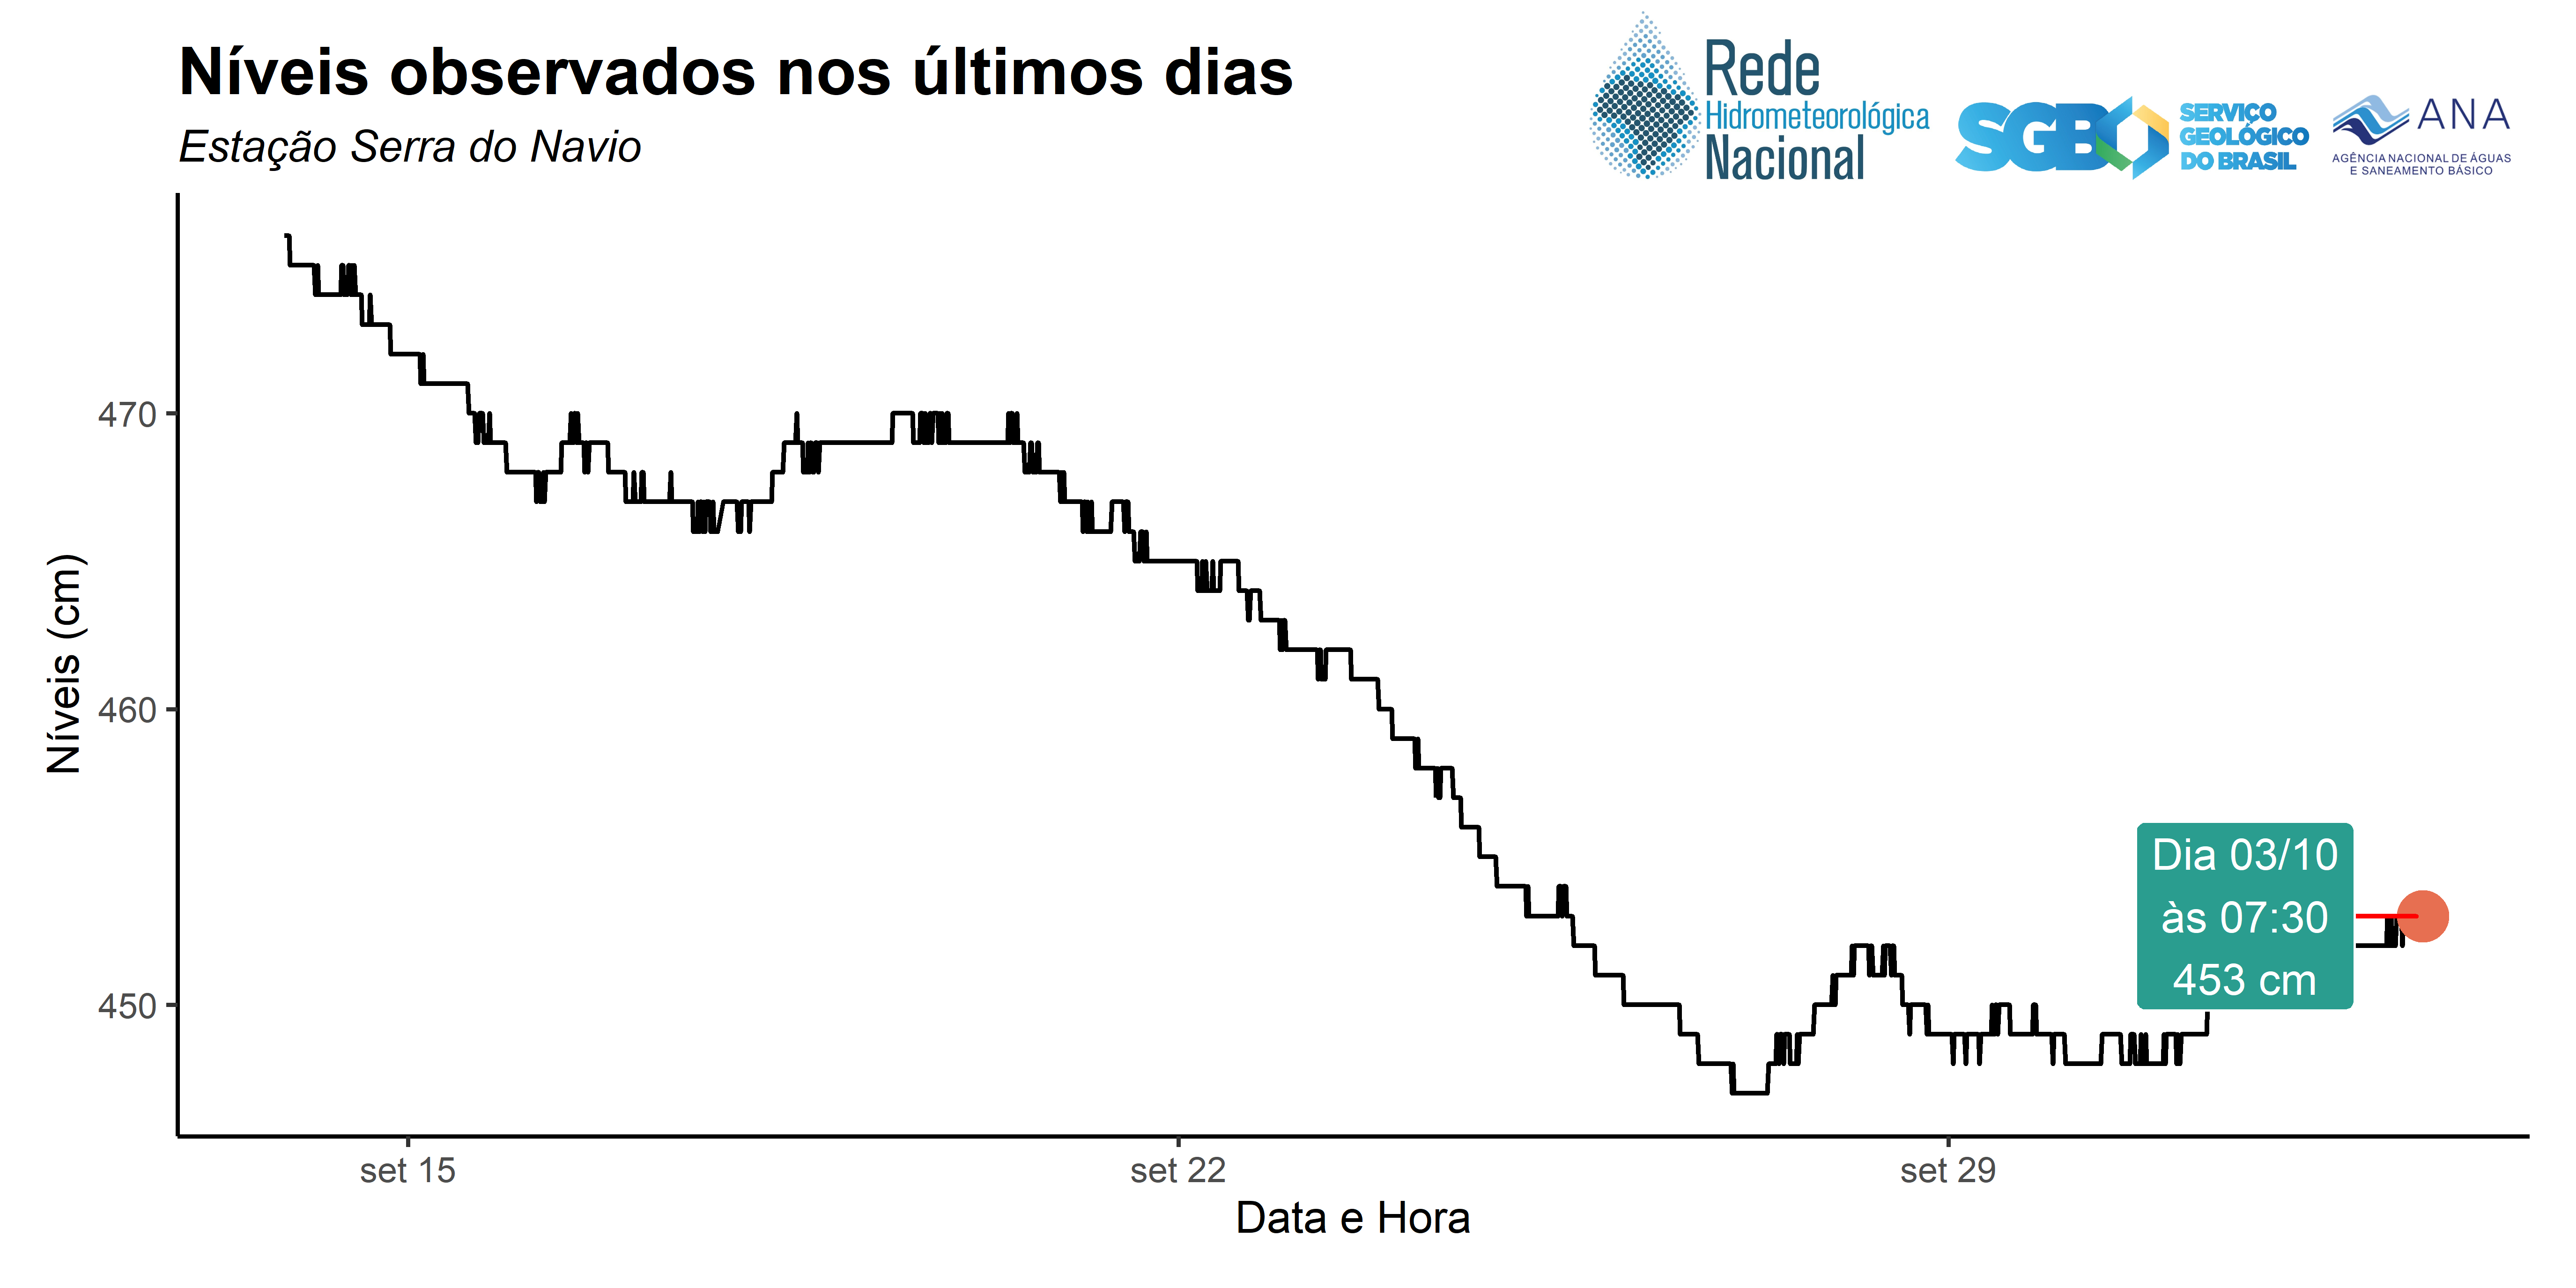 Níveis observados nos últimos dias
Estação Serra do Navio
Rede
Hidrometeorológica
Nacional
SGB
SERVIÇO
GEOLÓGICO
DO BRASIL
ANA
AGÊNCIA NACIONAL DE ÁGUAS
E SANEAMENTO BÁSICO
Níveis (cm)
470
460
450
Dia 03/10
às 07:30
453 cm
set 15
set 22
set 29
Data e Hora